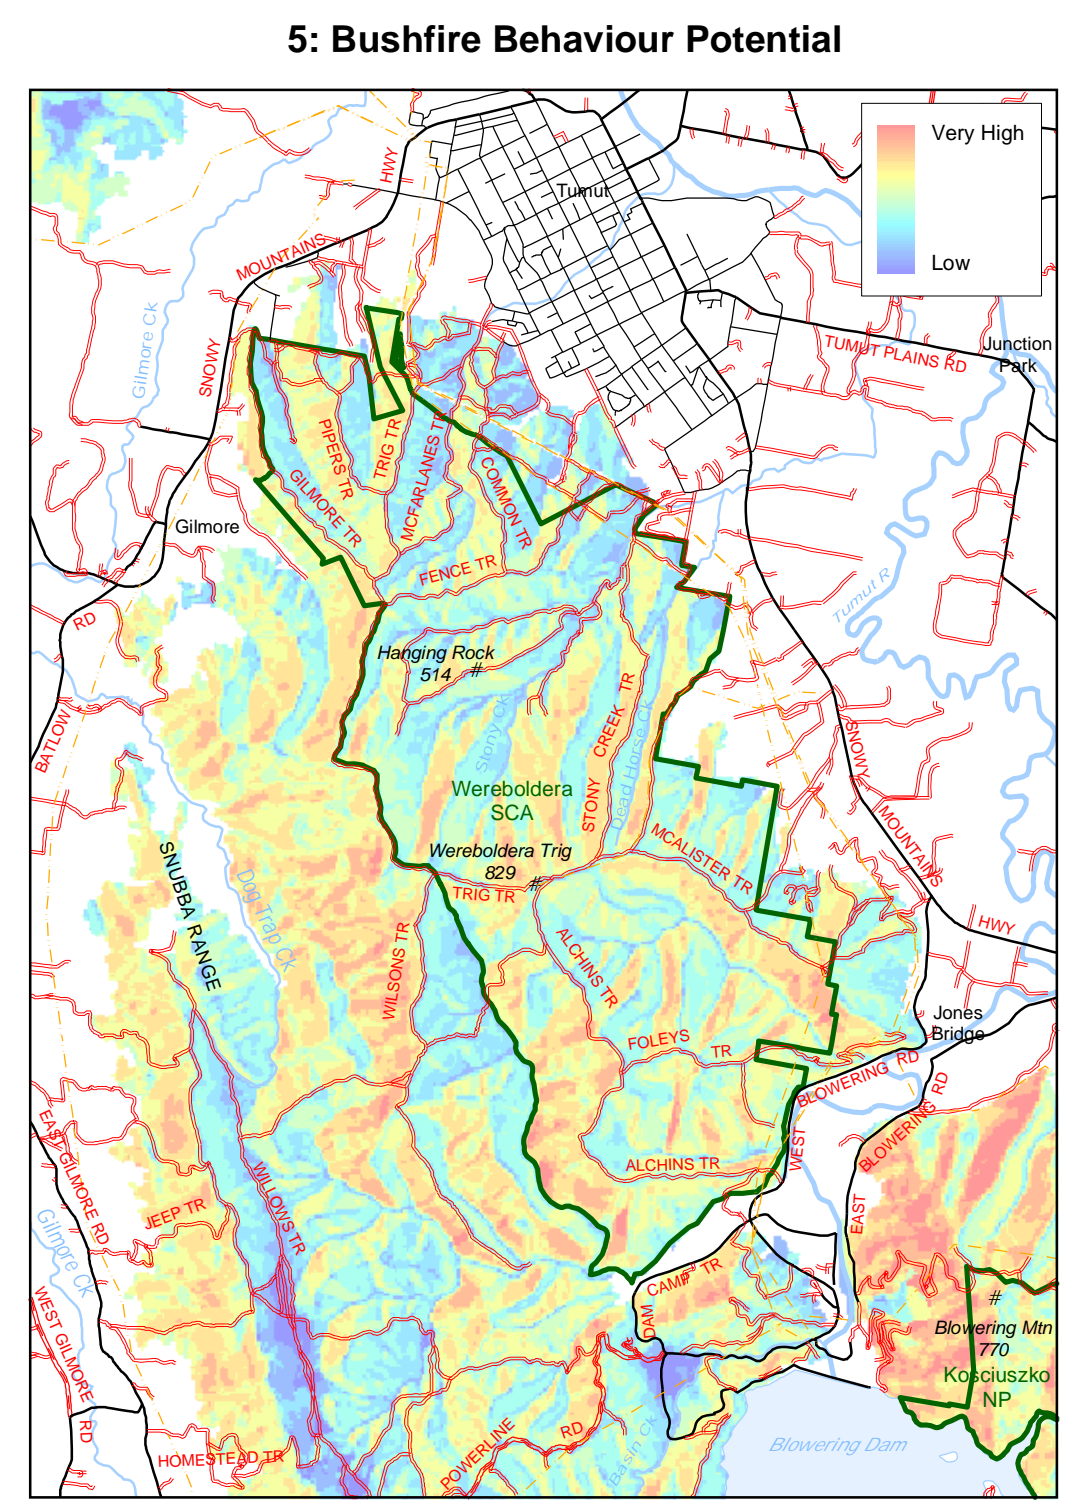 5: Bushfire Behaviour Potential
Very High
Low
HWY
Tumut
MOUNTAINS
Gilmore Ck
SNOWY
TUMUT PLAINS RD
Junction
Park
PIPERS TR
TRIG TR
MCFARLANES TR
COMMON TR
GILMORE TR
Gilmore
FENCE TR
Tumut R
RD
BATLOW
Hanging Rock
514 #
Stony Ck
STONY CREEK TR
Dead Horse Ck
SNOWY
MOUNTAINS
HWY
Wereboldera
SCA
Wereboldera Trig
829 #
TRIG TR
MCALISTER TR
SNUBBA RANGE
Dog Trap Ck
WILSONS TR
ALCHINS TR
FOLEYS TR
Jones
Bridge
BLOWERING RD
WEST
BLOWERING RD
EAST
EAST GILMORE RD
JEEP TR
WILLOWS TR
ALCHINS TR
Gilmore Ck
WEST GILMORE RD
CAMP TR
DAM
#
Blowering Mtn
770
Kosciuszko
NP
HOMESTEAD TR
POWERLINE RD
Basin Ck
Blowering Dam